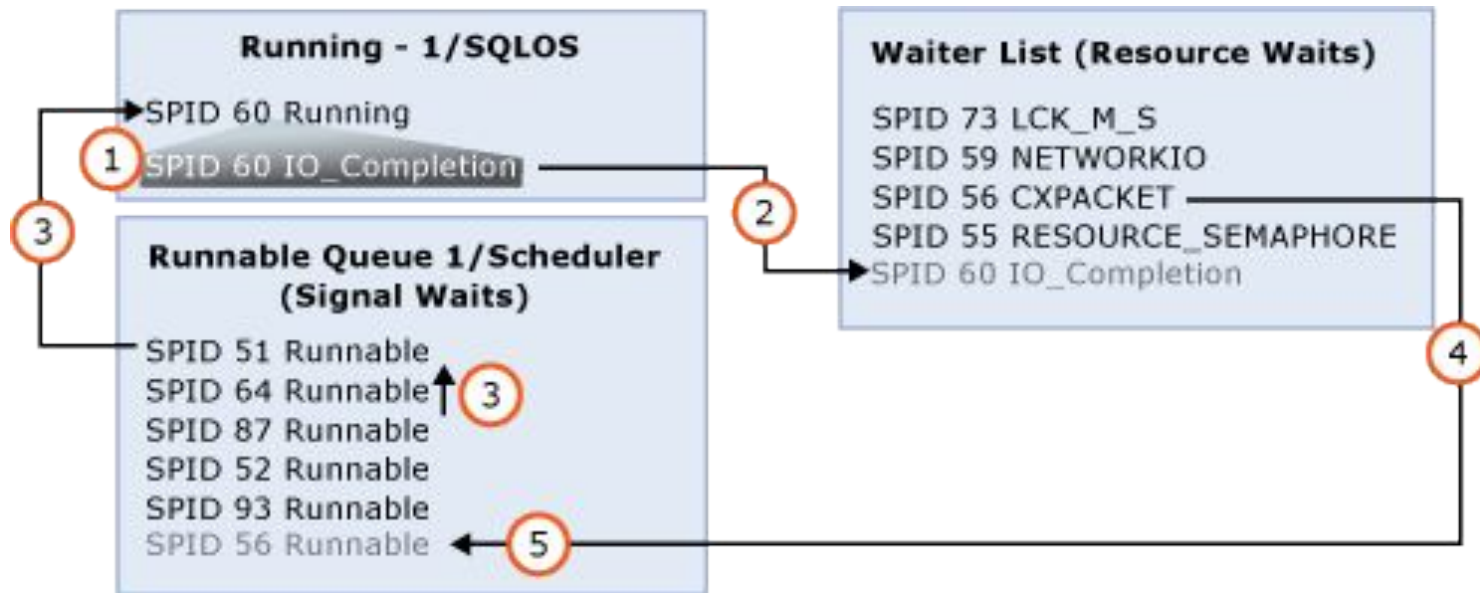 Running - 1/SQLOS
SPID 60 Running
1
SPID 60 IO_Completion
3
2
Runnable Queue 1/Scheduler
(Signal Waits)
SPID 51 Runnable
SPID 64 Runnable
3
SPID 87 Runnable
SPID 52 Runnable
SPID 93 Runnable
SPID 56 Runnable
5
Waiter List (Resource Waits)
SPID 73 LCK_M_S
SPID 59 NETWORKIO
SPID 56 CXPACKET
SPID 55 RESOURCE_SEMAPHORE
SPID 60 IO_Completion
4